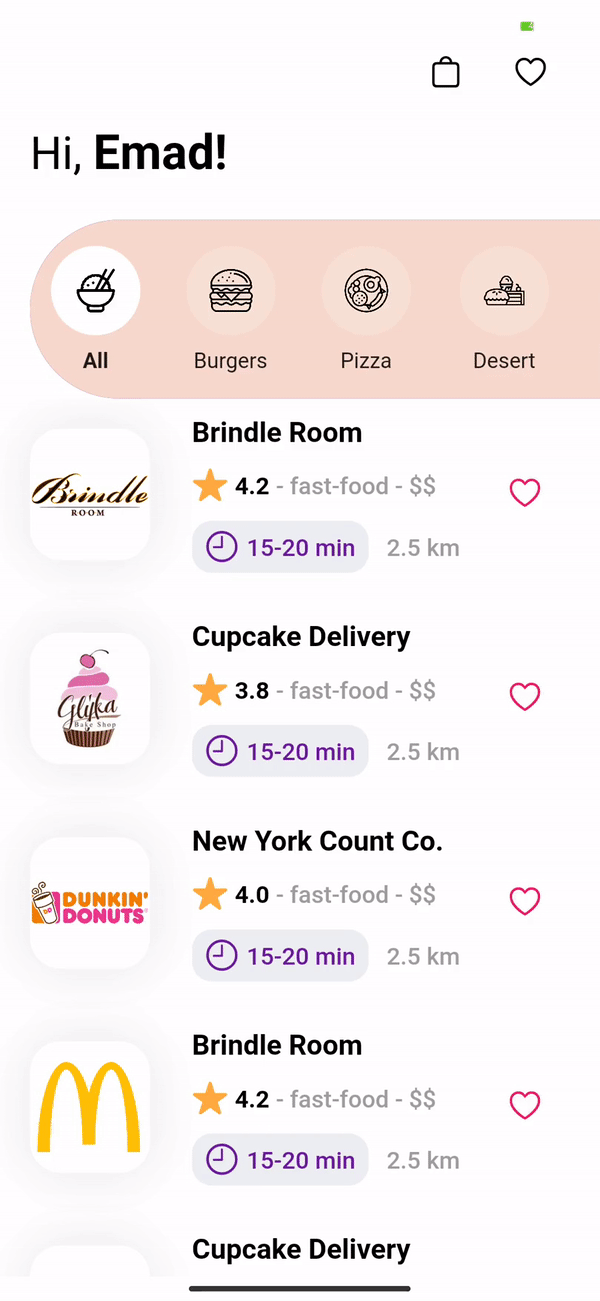 Hi, Emad!
All Burgers Pizza Desert
Brindle Room
Brindle
ROOM
4.2 - fast-food - $$
15-20 min 2.5 km
Cupcake Delivery
Glyka
Bake Shop
3.8 - fast-food - $$
15-20 min 2.5 km
New York Count Co.
DUNKIN'
DONUTS
4.0 - fast-food - $$
15-20 min 2.5 km
Brindle Room
4.2 - fast-food - $$
15-20 min 2.5 km
Cupcake Delivery